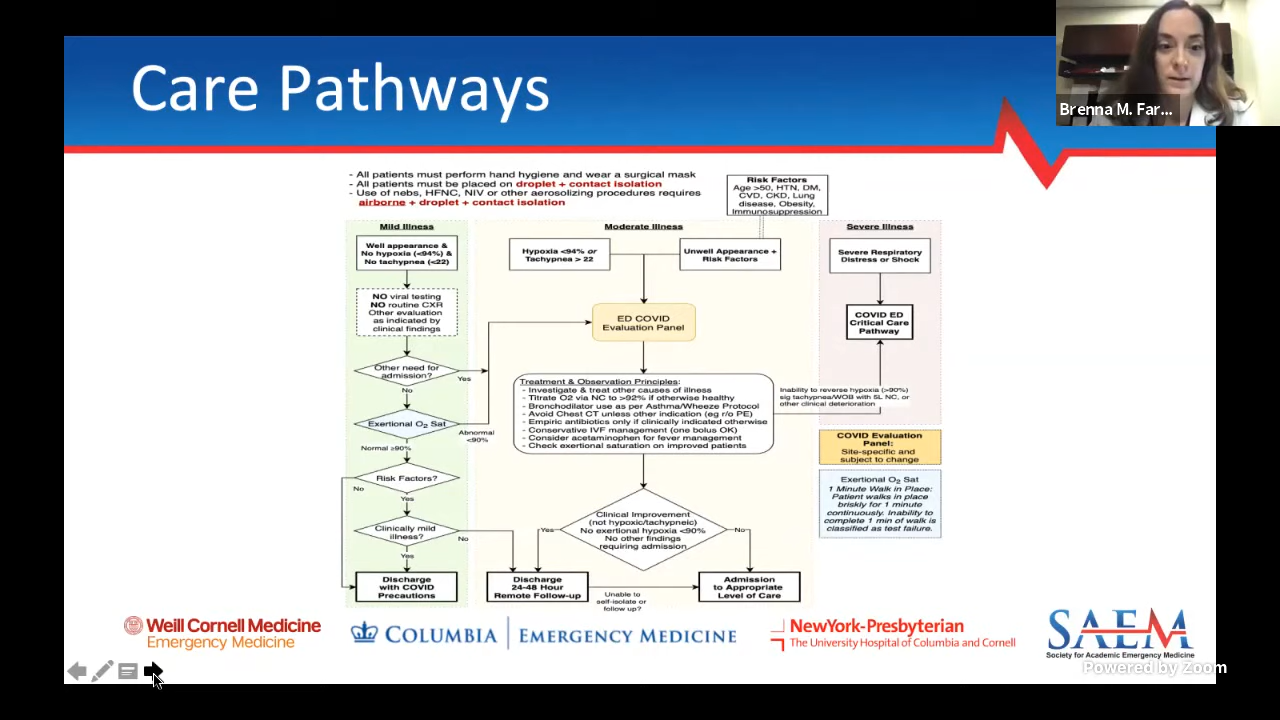 Care Pathways
Brenna M. Far...
- All patients must perform hand hygiene and wear a surgical mask
- All patients must be placed on droplet + contact isolation
- Use of nebs, HFNC, NIV or other aerosolizing procedures requires
airborne + droplet + contact isolation
Risk Factors
Age >50, HTN, DM,
CVD, CKD, Lung
disease, Obesity,
Immunosuppression
Mild Illness
Well appearance &
No hypoxia (<94%) &
No tachypnea (<22)
NO viral testing
NO routine CXR
Other evaluation
as indicated by
clinical findings
Other need for
admission?
Yes
No
Exertional O2 Sat
Abnormal
<90%
Normal ≥90%
Risk Factors?
No
Yes
Clinically mild
illness?
No
Yes
Discharge
with COVID
Precautions
Moderate Illness
Hypoxia <94% or
Tachypnea > 22
Unwell Appearance +
Risk Factors
ED COVID
Evaluation Panel
Treatment & Observation Principles:
- Investigate & treat other causes of illness
- Titrate O2 via NC to >92% if otherwise healthy
- Bronchodilator use as per Asthma/Wheeze Protocol
- Avoid Chest CT unless other indication (eg r/o PE)
- Empiric antibiotics only if clinically indicated otherwise
- Conservative IVF management (one bolus OK)
- Consider acetaminophen for fever management
- Check exertional saturation on improved patients
Clinical Improvement
(not hypoxic/tachypneic)
No exertional hypoxia <90%
No other findings
requiring admission
Yes
No
Discharge
24-48 Hour
Remote Follow-up
Unable to
self-isolate or
follow up?
Admission
to Appropriate
Level of Care
Severe Illness
Severe Respiratory
Distress or Shock
COVID ED
Critical Care
Pathway
Inability to reverse hypoxia (>90%)
sig tachypnea/WOB with 5L NC, or
other clinical deterioration
COVID Evaluation
Panel:
Site-specific and
subject to change
Exertional O2 Sat
1 Minute Walk in Place:
Patient walks in place
briskly for 1 minute
continuously. Inability to
complete 1 min of walk is
classified as test failure.
Weill Cornell Medicine
Emergency Medicine
COLUMBIA | EMERGENCY MEDICINE
NewYork-Presbyterian
The University Hospital of Columbia and Cornell
SAEM
Society for Academic Emergency Medicine
Powered by Zoom